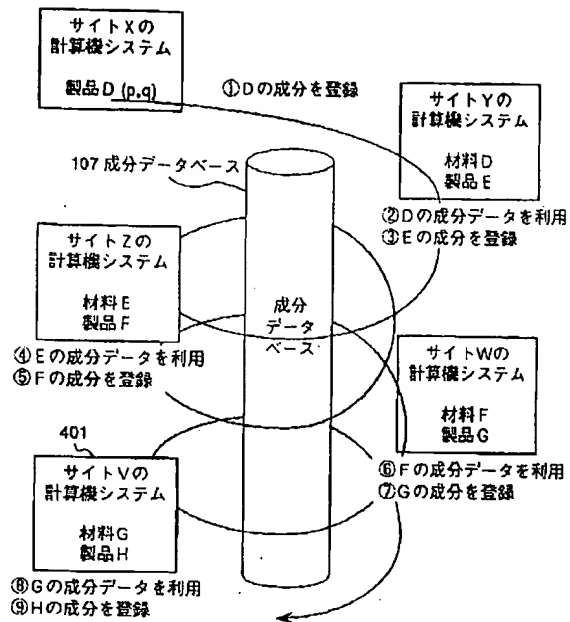 サイトXの
計算機システム
製品D (p,q)
①Dの成分を登録
サイトYの
計算機システム
材料D
製品E
107 成分データベース
②Dの成分データを利用
③Eの成分を登録
サイトZの
計算機システム
材料E
製品F
成分
データ
ベース
④Eの成分データを利用
⑤Fの成分を登録
サイトWの
計算機システム
材料F
製品G
401
サイトVの
計算機システム
材料G
製品H
⑥Fの成分データを利用
⑦Gの成分を登録
⑧Gの成分データを利用
⑨Hの成分を登録